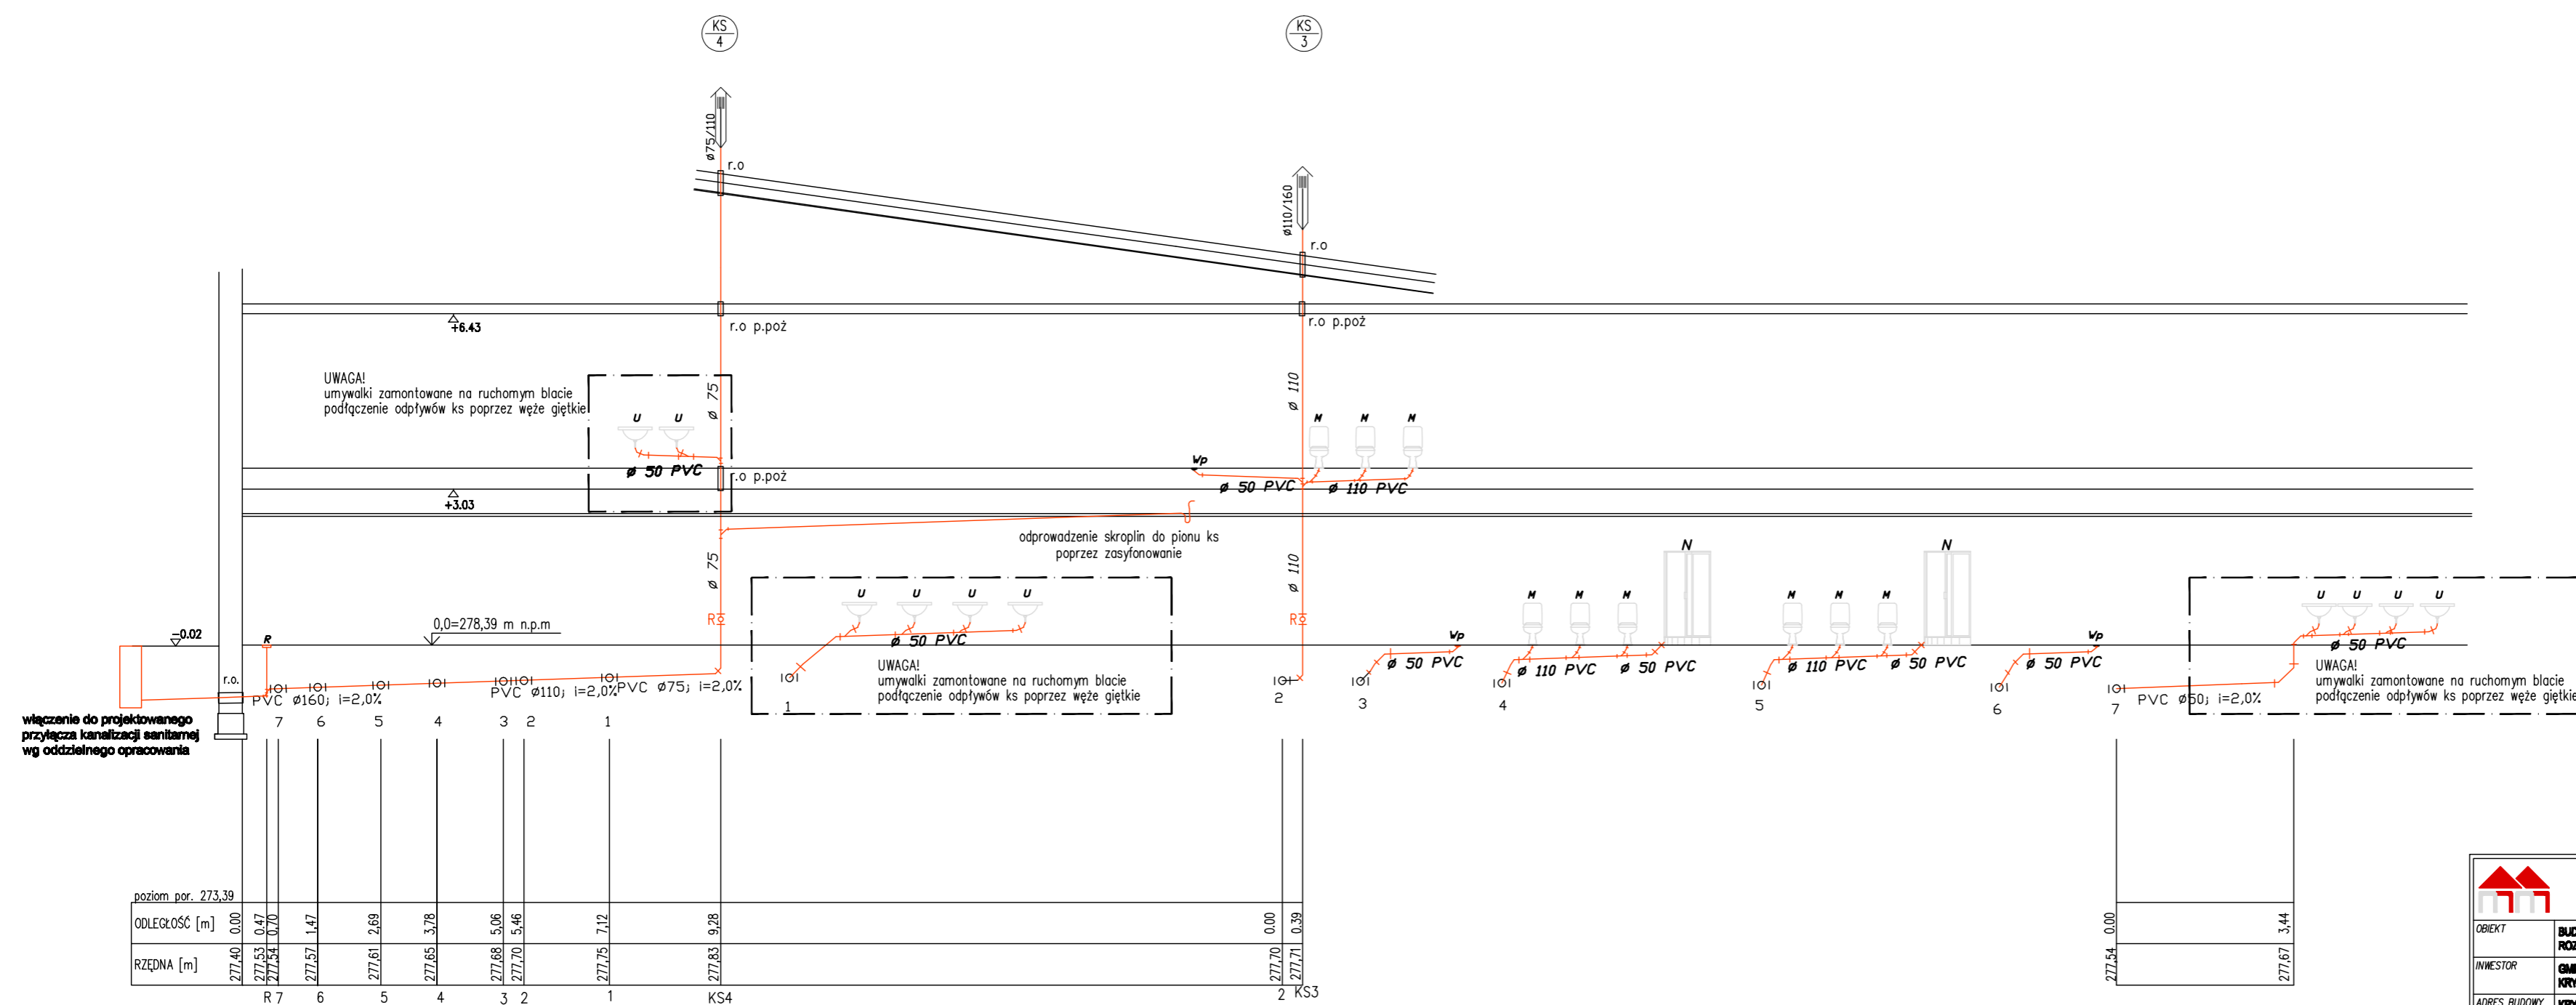 KS
4
KS
3
ø75/110
r.o
ø110/160
r.o
+6.43
r.o p.poż
r.o p.poż
UWAGA!
umywalki zamontowane na ruchomym blacie
podłączenie odpływów ks poprzez węże giętkie
ø 75
ø 110
U U
M M M
ø 50 PVC
r.o p.poż
Wp
ø 50 PVC
ø 110 PVC
+3.03
odprowadzenie skroplin do pionu ks
poprzez zasyfonowanie
ø 75
ø 110
N
N
U U U U
M M M
M M M
U U U U
R
R
-0.02
R
0,0=278,39 m n.p.m
ø 50 PVC
Wp
Wp
ø 50 PVC
ø 50 PVC
ø 110 PVC
ø 50 PVC
ø 110 PVC
ø 50 PVC
ø 50 PVC
UWAGA!
umywalki zamontowane na ruchomym blacie
podłączenie odpływów ks poprzez węże giętkie
UWAGA!
umywalki zamontowane na ruchomym blacie
podłączenie odpływów ks poprzez węże giętkie
r.o.
PVC ø160; i=2,0%
PVC ø110; i=2,0%
PVC ø75; i=2,0%
PVC ø50; i=2,0%
7 6 5 4 3 2 1
1
2
3
4
5
6
7
włączenie do projektowanego
przyłącza kanalizacji sanitarnej
wg oddzielnego opracowania
poziom por. 273,39
ODLEGŁOŚĆ [m] 0.00 0.47 0,70 1,47 2,69 3,78 5,06 5,46 7,12 9,28 0.00 0.39 0.00 3,44
RZĘDNA [m] 277,40 277,53 277,54 277,57 277,61 277,65 277,68 277,70 277,75 277,83 277,70 277,71 277,54 277,67
R 7 6 5 4 3 2 1 KS4 2 KS3
OBIEKT
INWESTOR
ADRES BUDOWY